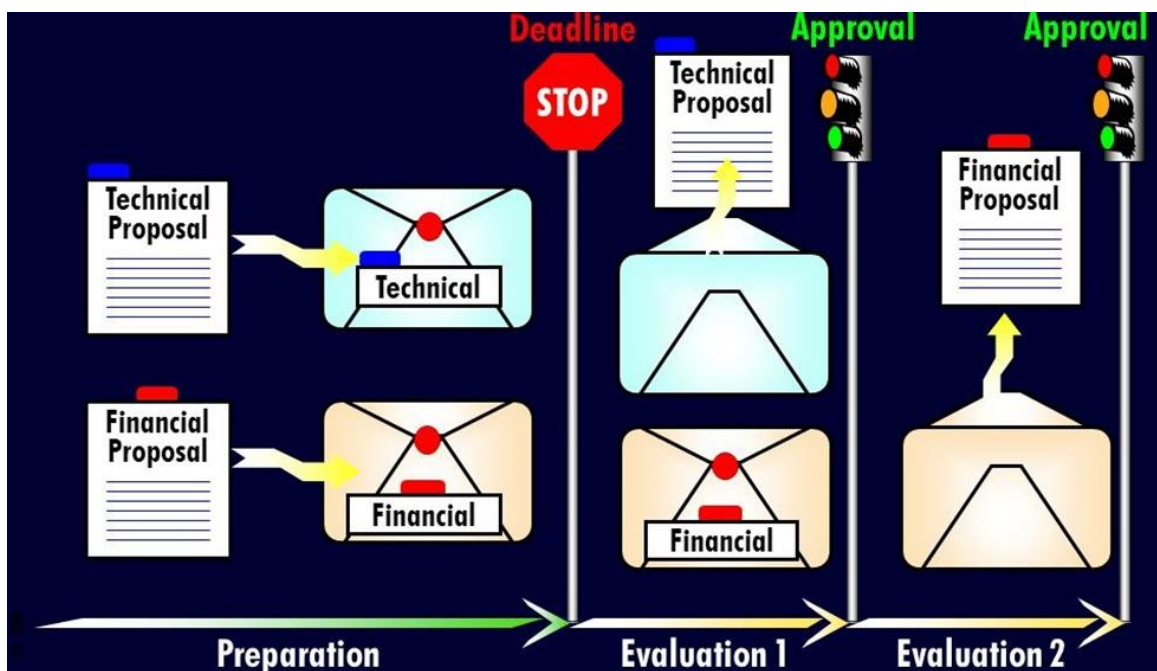 Deadline
Approval
Approval
STOP
Technical
Proposal
Technical
Proposal
Financial
Proposal
Technical
Financial
Proposal
Financial
Financial
Preparation
Evaluation 1
Evaluation 2